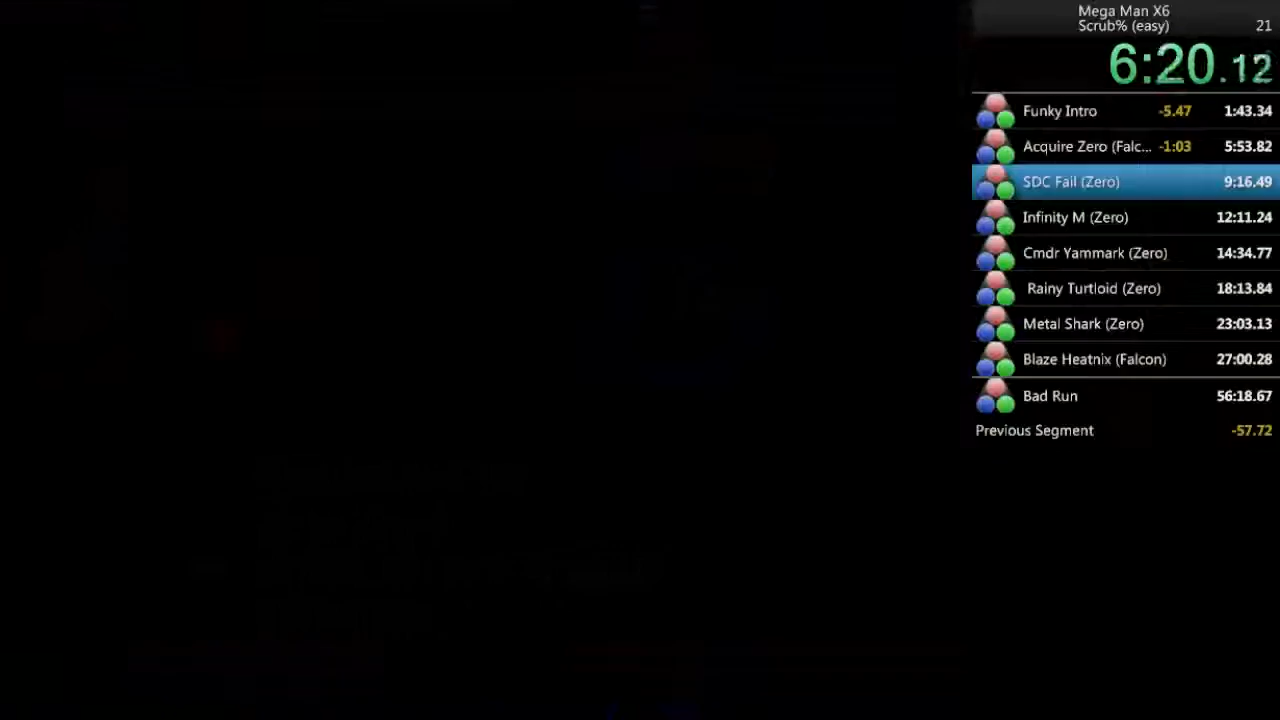 Mega Man X6
Scrub% (easy) 21
6:20.12
Funky Intro -5.47 1:43.34
Acquire Zero (Falc... -1:03 5:53.82
SDC Fail (Zero) 9:16.49
Infinity M (Zero) 12:11.24
Cmdr Yammark (Zero) 14:34.77
Rainy Turtloid (Zero) 18:13.84
Metal Shark (Zero) 23:03.13
Blaze Heatnix (Falcon) 27:00.28
Bad Run 56:18.67
Previous Segment -57.72